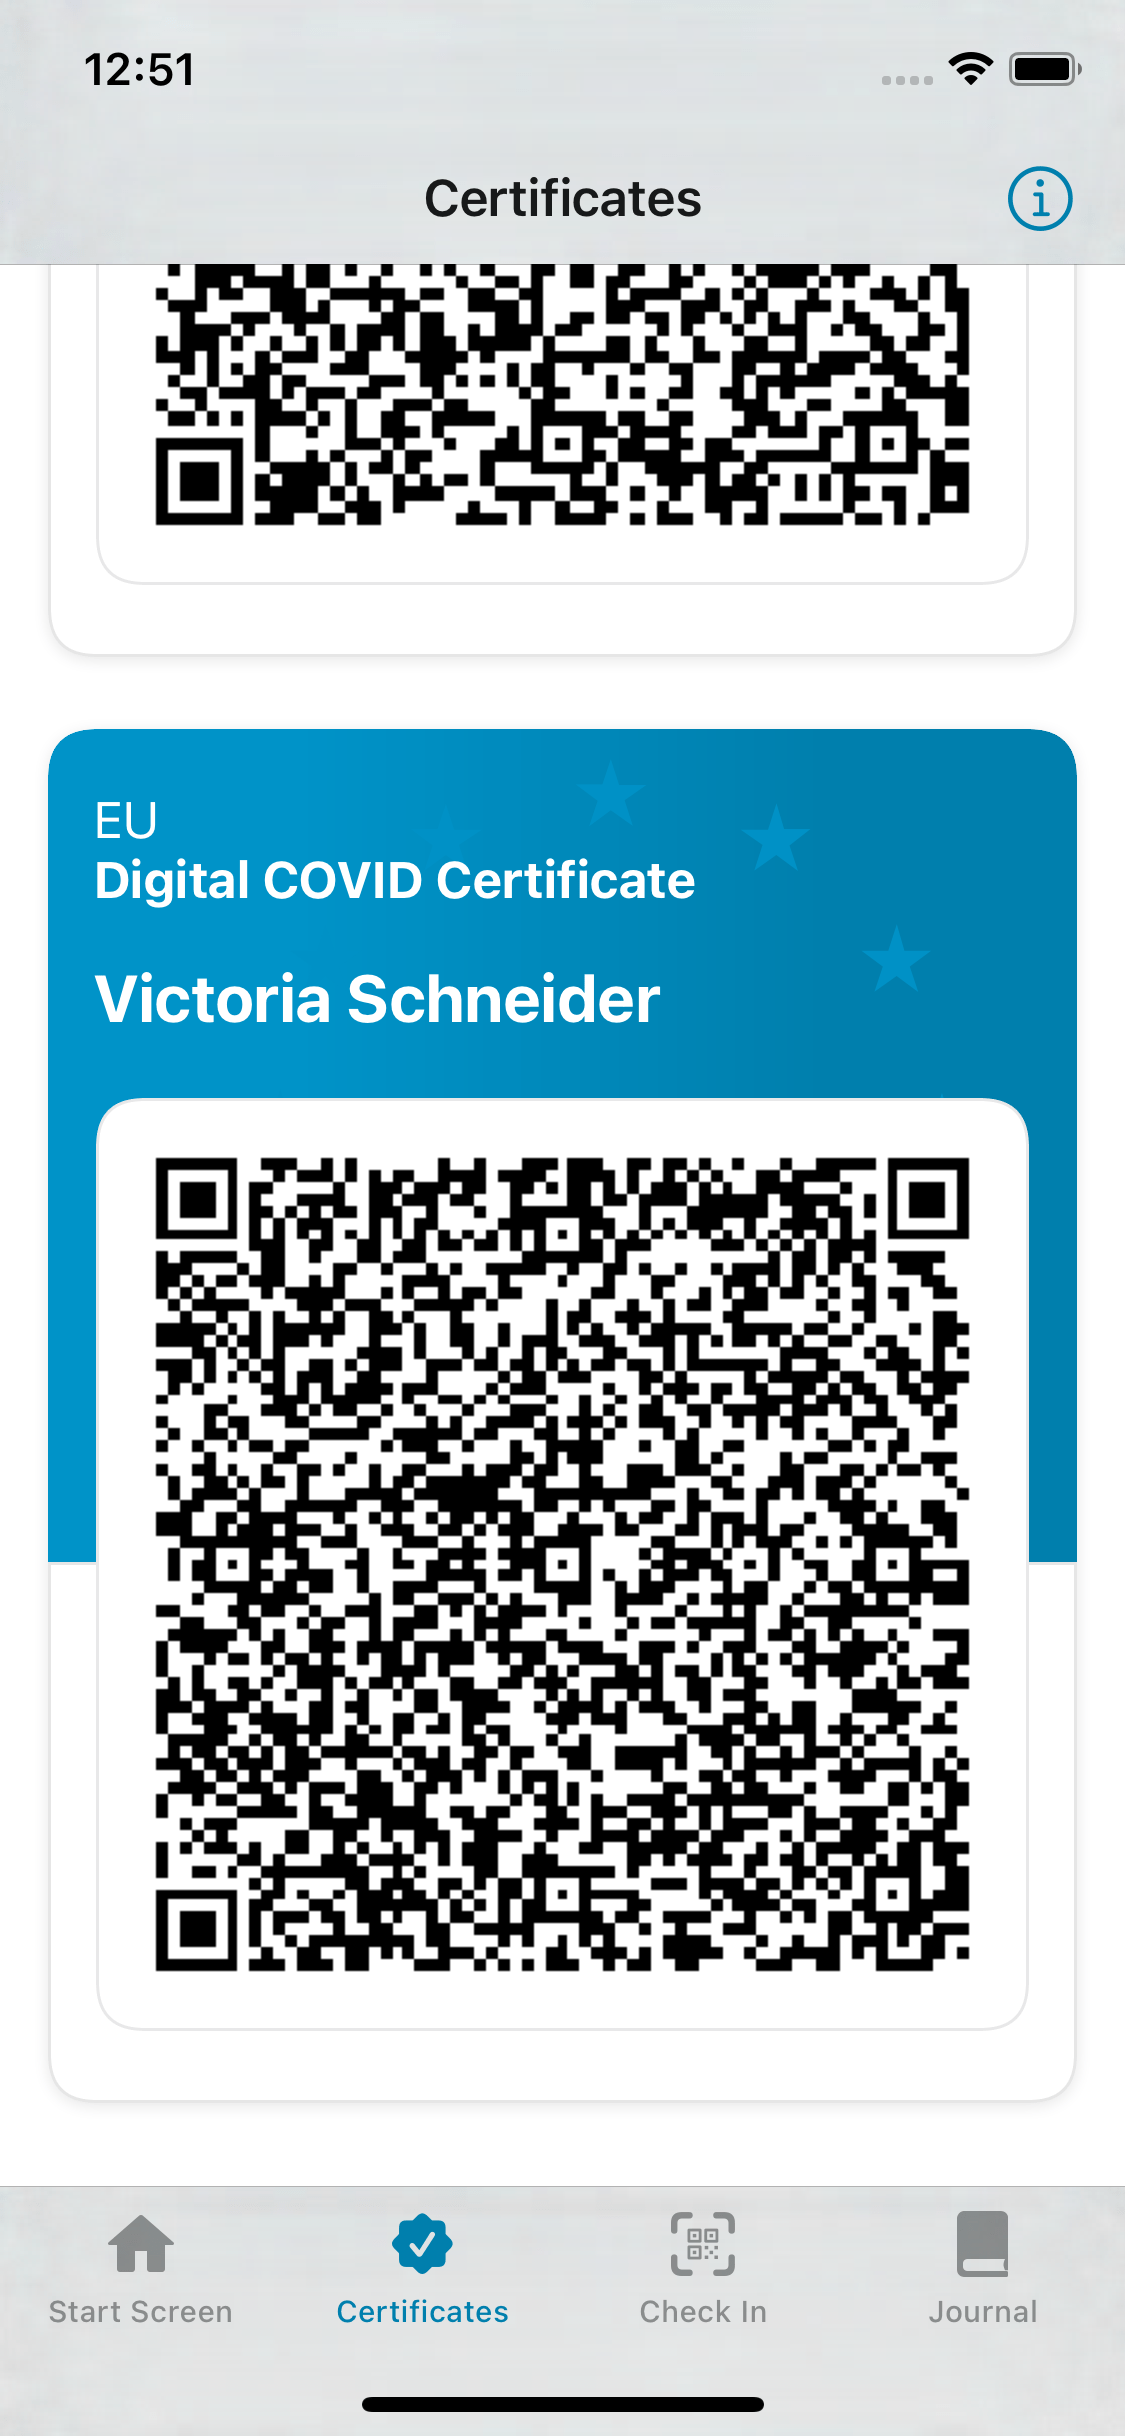 12:51
Certificates
EU
Digital COVID Certificate
Victoria Schneider
Start Screen
Certificates
Check In
Journal